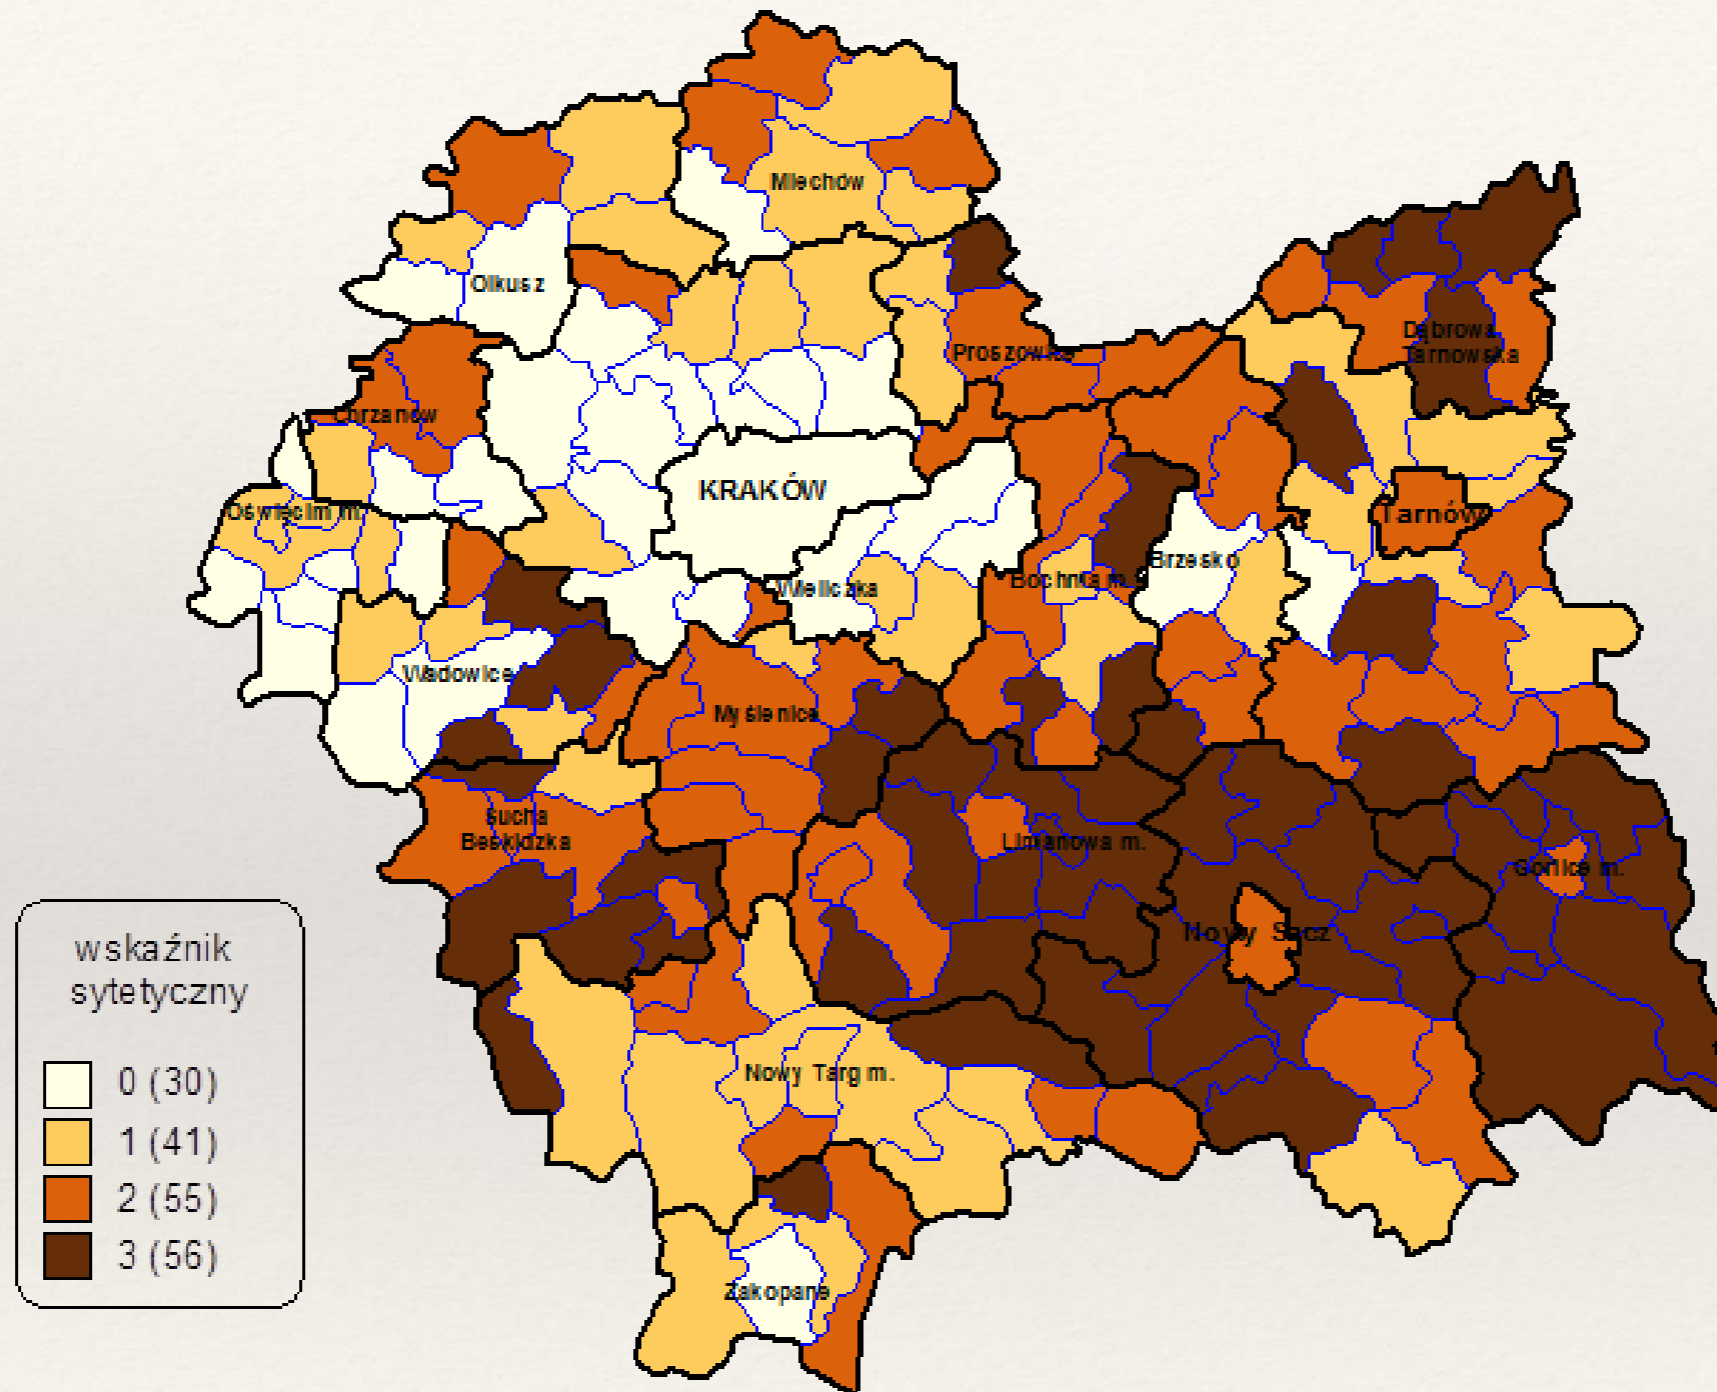 Miechów
Olkusz
Dąbrowa
Tarnowska
Proszowice
Chrzanów
KRAKÓW
Oświęcim m.
Tarnów
Brzesko
Bochnia m.
Wieliczka
Wadowice
Myślenice
Sucha
Beskidzka
Limanowa m.
Gorlice m.
Nowy Sącz
wskaźnik
sytetyczny
0 (30)
1 (41)
2 (55)
3 (56)
Nowy Targ m.
Zakopane